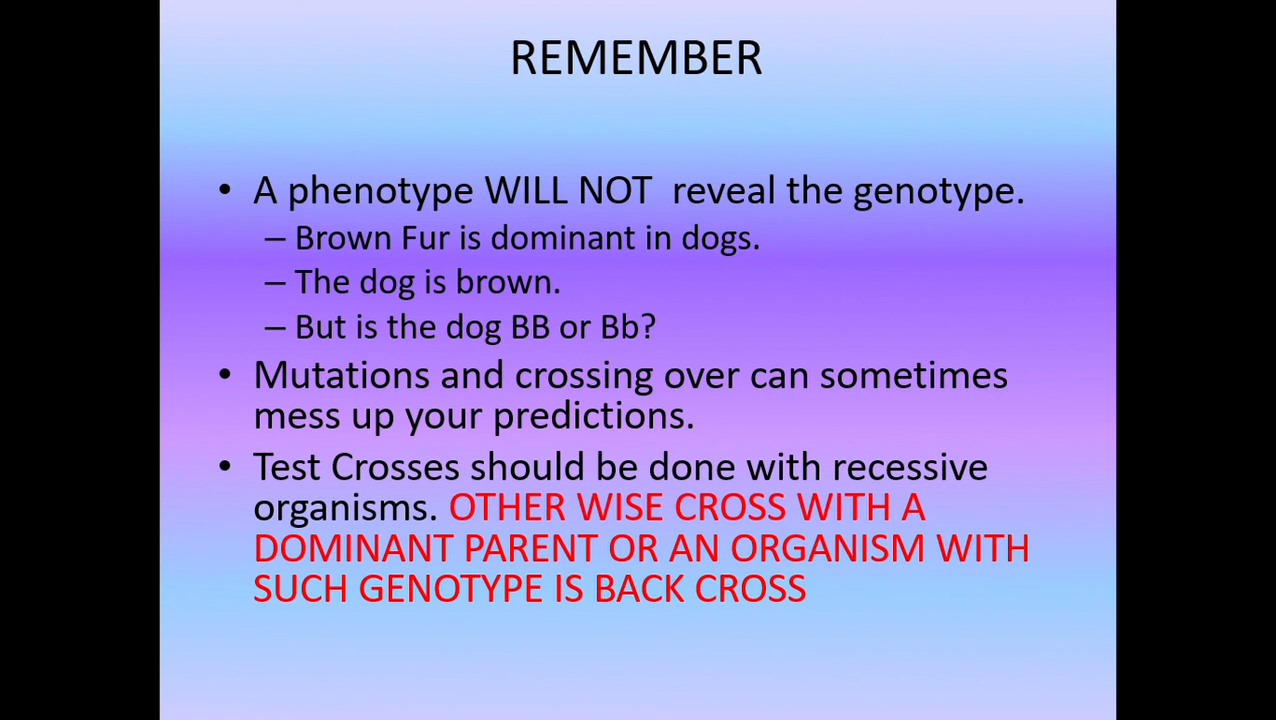 REMEMBER
• A phenotype WILL NOT  reveal the genotype.
– Brown Fur is dominant in dogs.
– The dog is brown.
– But is the dog BB or Bb?
• Mutations and crossing over can sometimes
mess up your predictions.
• Test Crosses should be done with recessive
organisms. OTHER WISE CROSS WITH A
DOMINANT PARENT OR AN ORGANISM WITH
SUCH GENOTYPE IS BACK CROSS